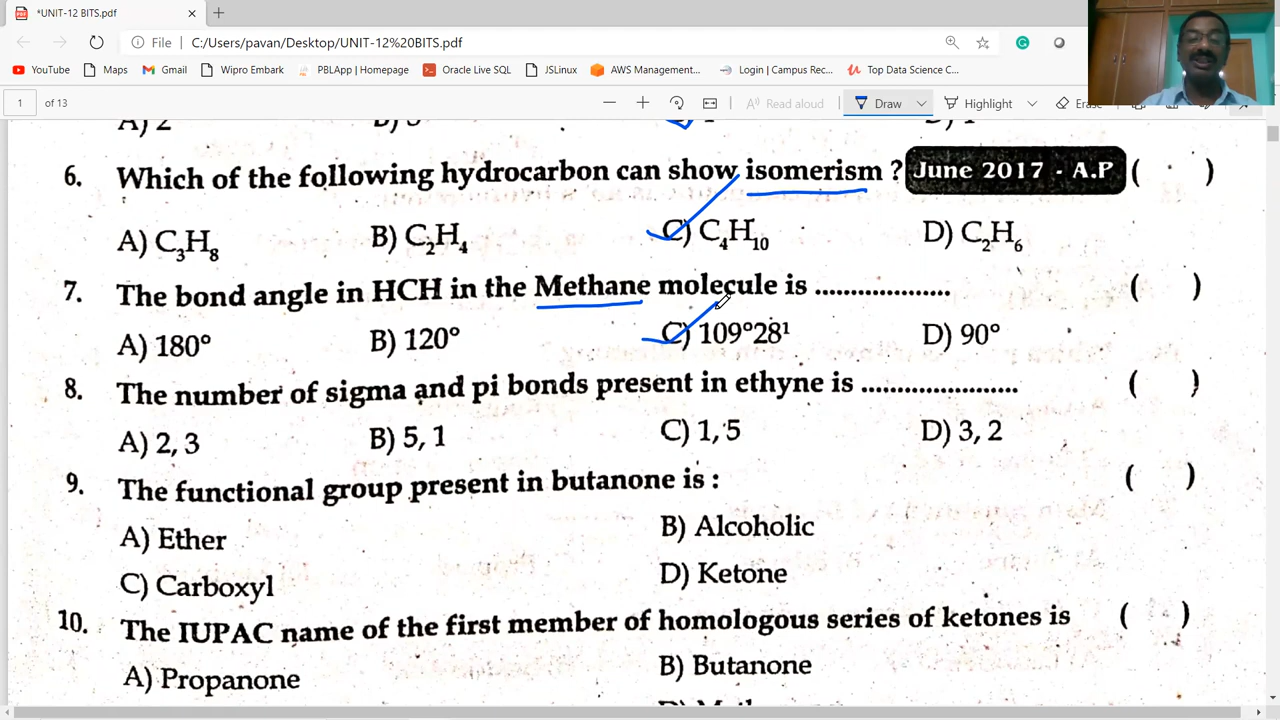 *UNIT-12 BITS.pdf
File C:/Users/pavan/Desktop/UNIT-12%20BITS.pdf
YouTube Maps Gmail Wipro Embark PBLApp | Homepage Oracle Live SQL JSLinux AWS Management... Login | Campus Rec... Top Data Science C...
1 of 13 Read aloud Draw Highlight Erase
A) 2
6. Which of the following hydrocarbon can show isomerism ? June 2017 - A.P ( )
A) C₃H₈ B) C₂H₄ C) C₄H₁₀ D) C₂H₆
7. The bond angle in HCH in the Methane molecule is ................... ( )
A) 180° B) 120° C) 109°28¹ D) 90°
8. The number of sigma and pi bonds present in ethyne is ...................... ( )
A) 2, 3 B) 5, 1 C) 1, 5 D) 3, 2
9. The functional group present in butanone is : ( )
A) Ether B) Alcoholic
C) Carboxyl D) Ketone
10. The IUPAC name of the first member of homologous series of ketones is ( )
A) Propanone B) Butanone